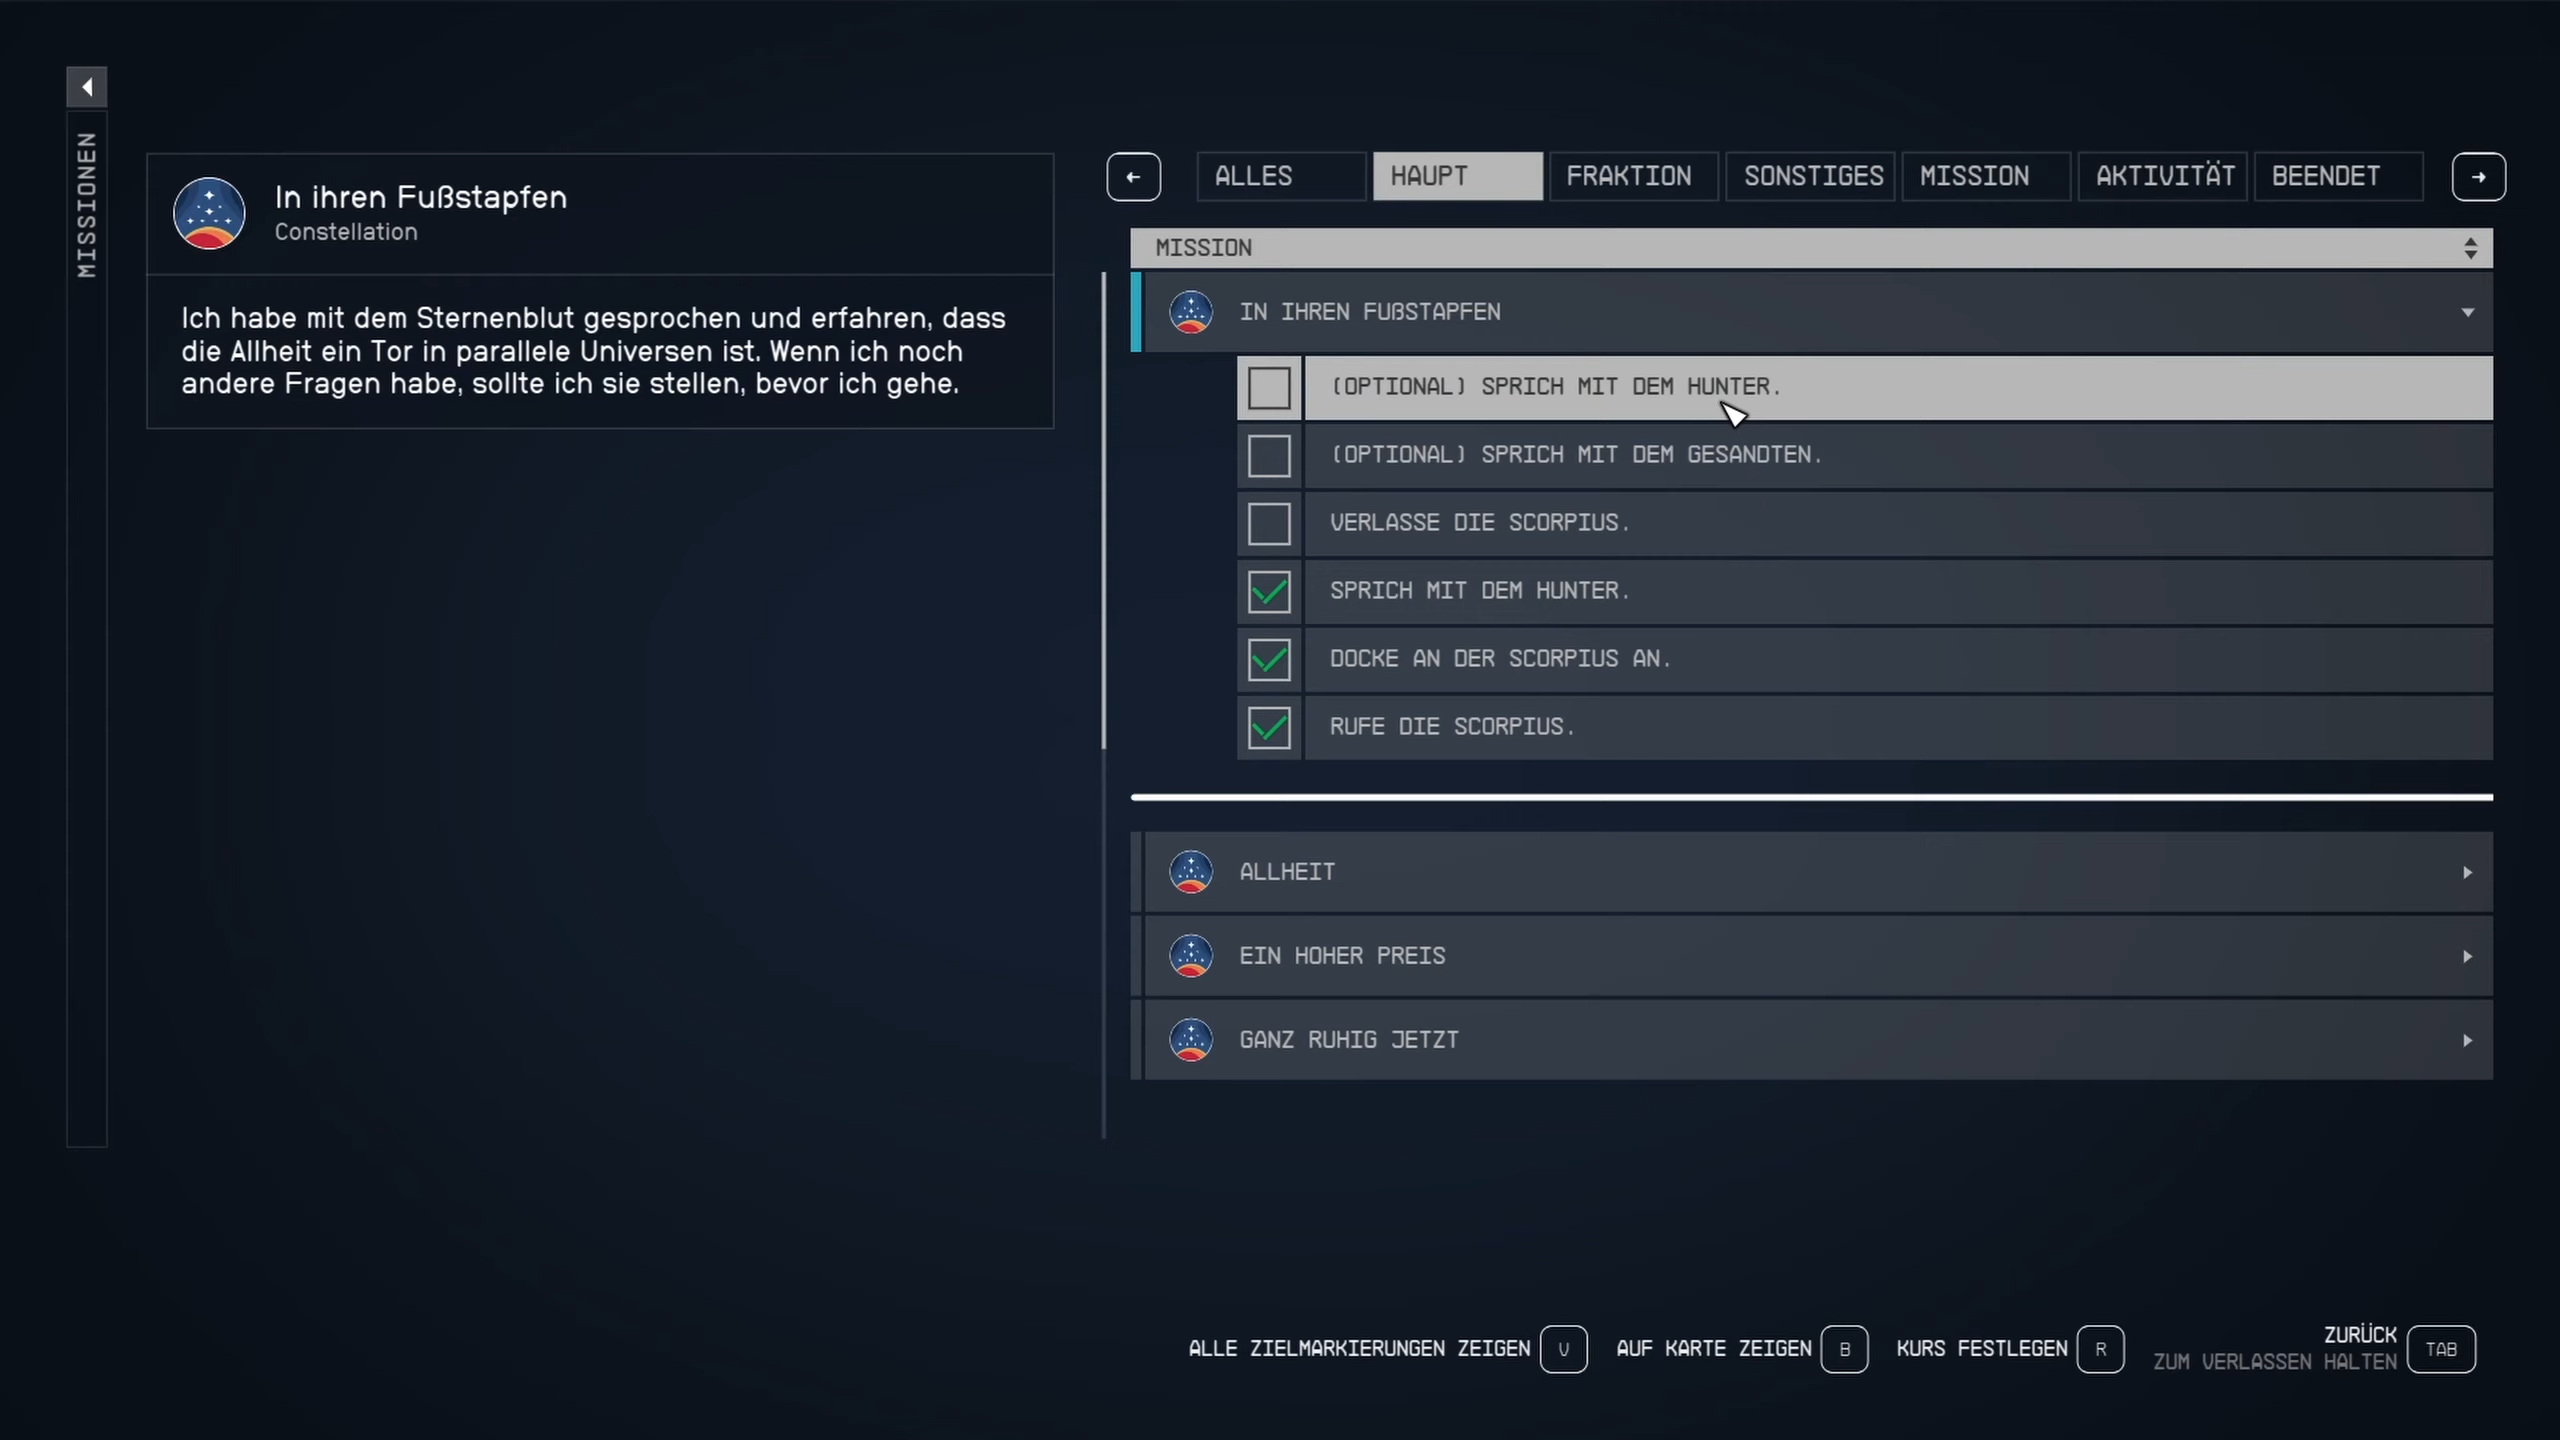 MISSIONEN
In ihren Fußstapfen
Constellation
Ich habe mit dem Sternenblut gesprochen und erfahren, dass
die Allheit ein Tor in parallele Universen ist. Wenn ich noch
andere Fragen habe, sollte ich sie stellen, bevor ich gehe.
ALLES HAUPT FRAKTION SONSTIGES MISSION AKTIVITÄT BEENDET
MISSION
IN IHREN FUßSTAPFEN
(OPTIONAL) SPRICH MIT DEM HUNTER.
(OPTIONAL) SPRICH MIT DEM GESANDTEN.
VERLASSE DIE SCORPIUS.
SPRICH MIT DEM HUNTER.
DOCKE AN DER SCORPIUS AN.
RUFE DIE SCORPIUS.
ALLHEIT
EIN HOHER PREIS
GANZ RUHIG JETZT
ALLE ZIELMARKIERUNGEN ZEIGEN V AUF KARTE ZEIGEN B KURS FESTLEGEN R ZURÜCK TAB
ZUM VERLASSEN HALTEN